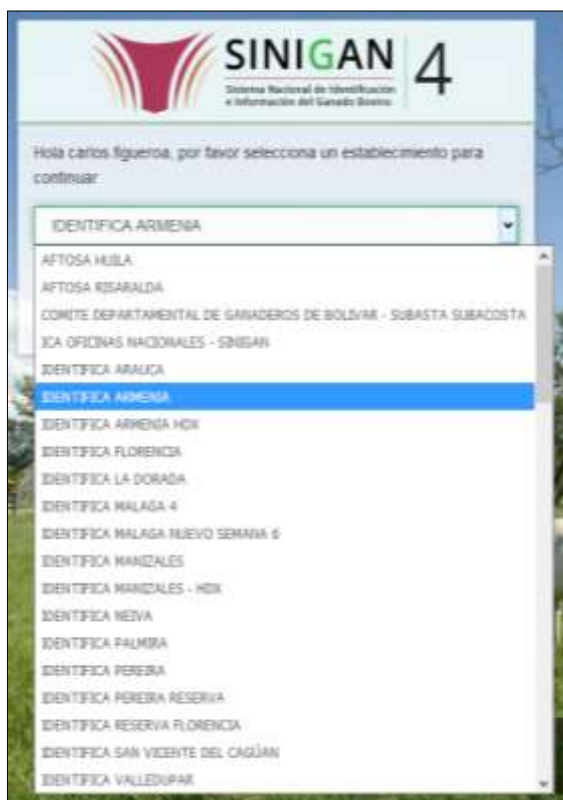 SINIGAN 4
Sistema Nacional de Identificación
e Información del Ganado Bovino
Hola carlos figueroa, por favor selecciona un establecimiento para
continuar
IDENTIFICA ARMENIA
AFTOSA HUILA
AFTOSA RISARALDA
COMITE DEPARTAMENTAL DE GANADEROS DE BOLIVAR - SUBASTA SUBACOSTA
ICA OFICINAS NACIONALES - SINIGAN
IDENTIFICA ARAUCA
IDENTIFICA ARMENIA
IDENTIFICA ARMENIA HDX
IDENTIFICA FLORENCIA
IDENTIFICA LA DORADA
IDENTIFICA MALAGA 4
IDENTIFICA MALAGA NUEVO SEMANA 6
IDENTIFICA MANIZALES
IDENTIFICA MANIZALES - HDX
IDENTIFICA NEIVA
IDENTIFICA PALMIRA
IDENTIFICA PEREIRA
IDENTIFICA PEREIRA RESERVA
IDENTIFICA RESERVA FLORENCIA
IDENTIFICA SAN VICENTE DEL CAGÚAN
IDENTIFICA VALLEDUPAR